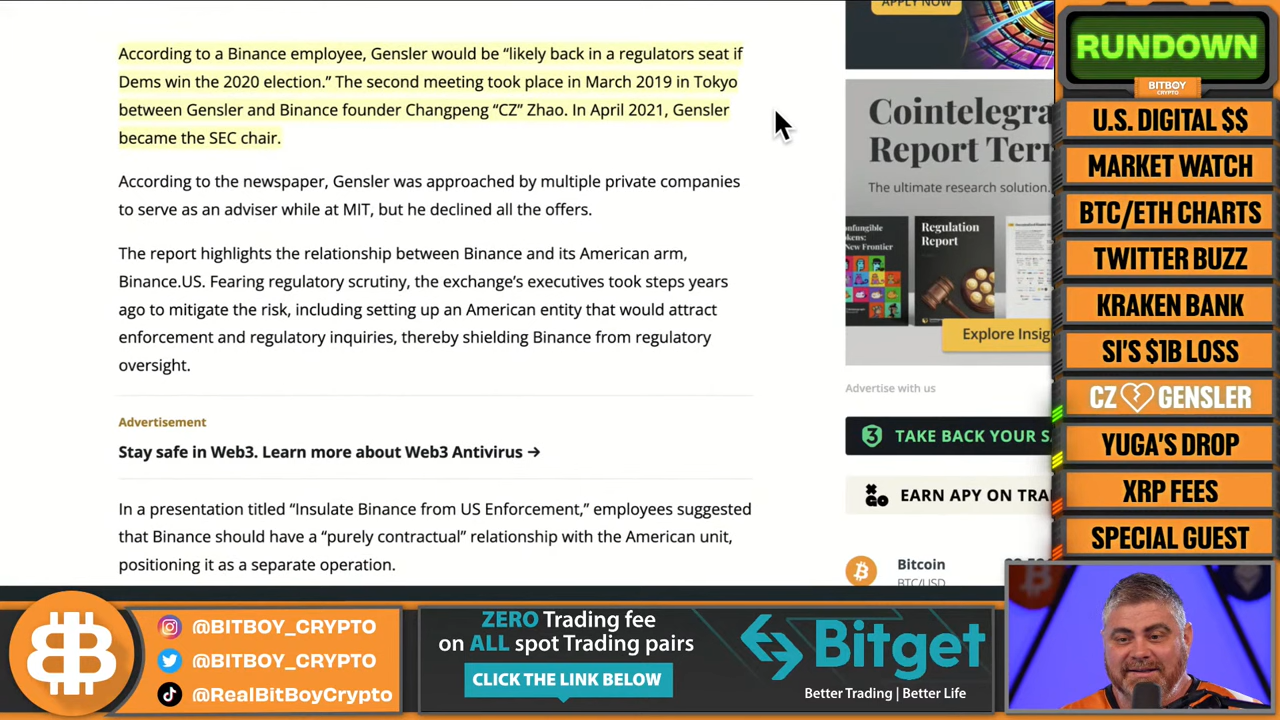 According to a Binance employee, Gensler would be “likely back in a regulators seat if
Dems win the 2020 election.” The second meeting took place in March 2019 in Tokyo
between Gensler and Binance founder Changpeng “CZ” Zhao. In April 2021, Gensler
became the SEC chair.
According to the newspaper, Gensler was approached by multiple private companies
to serve as an adviser while at MIT, but he declined all the offers.
The report highlights the relationship between Binance and its American arm,
Binance.US. Fearing regulatory scrutiny, the exchange’s executives took steps years
ago to mitigate the risk, including setting up an American entity that would attract
enforcement and regulatory inquiries, thereby shielding Binance from regulatory
oversight.
Advertisement
Stay safe in Web3. Learn more about Web3 Antivirus →
In a presentation titled “Insulate Binance from US Enforcement,” employees suggested
that Binance should have a “purely contractual” relationship with the American unit,
positioning it as a separate operation.
APPLY NOW
Cointelegra
Report Terr
The ultimate research solution.
onfungible
okens:
New Frontier
Regulation
Report
Explore Insig
Advertise with us
TAKE BACK YOUR S
EARN APY ON TRA
Bitcoin
BTC/USD
RUNDOWN
BITBOY
CRYPTO
U.S. DIGITAL $$
MARKET WATCH
BTC/ETH CHARTS
TWITTER BUZZ
KRAKEN BANK
SI'S $1B LOSS
CZ GENSLER
YUGA'S DROP
XRP FEES
SPECIAL GUEST
@BITBOY_CRYPTO
@BITBOY_CRYPTO
@RealBitBoyCrypto
ZERO Trading fee
on ALL spot Trading pairs
CLICK THE LINK BELOW
Bitget
Better Trading | Better Life